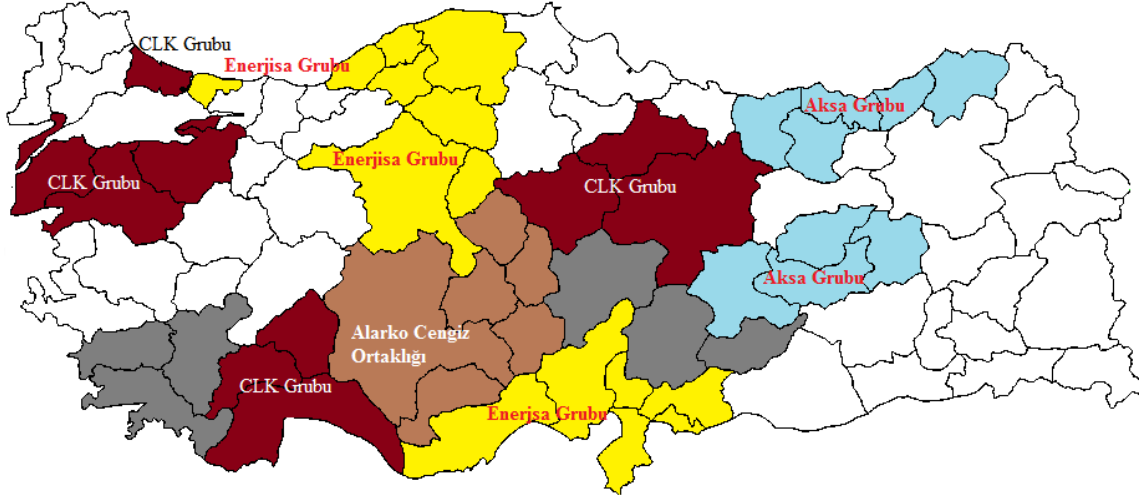 CLK Grubu
Enerjisa Grubu
Aksa Grubu
Enerjisa Grubu
CLK Grubu
CLK Grubu
Aksa Grubu
Alarko Cengiz
Ortaklığı
CLK Grubu
Enerjsa Grubu